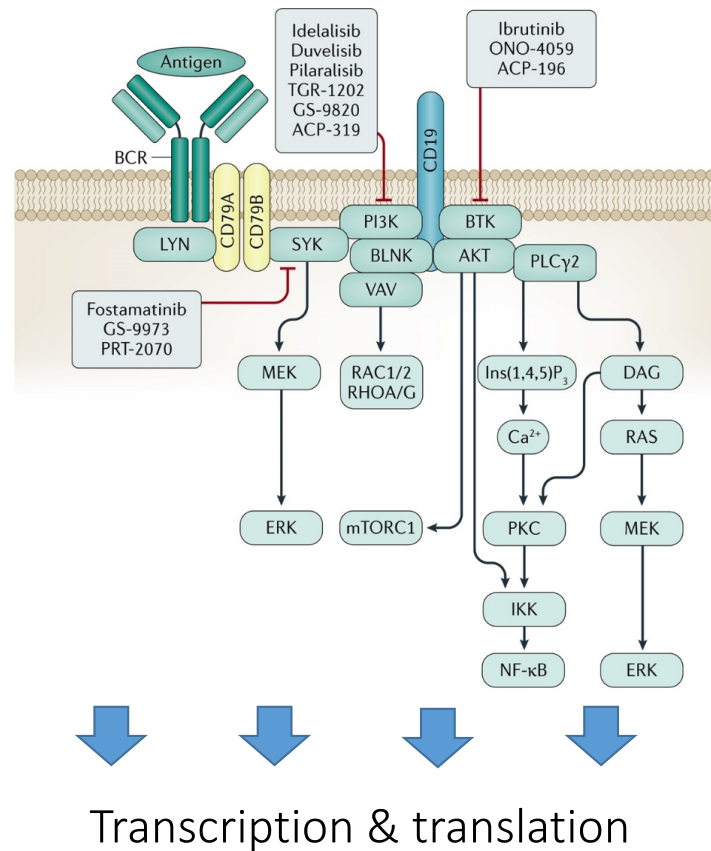 Idelalisib
Duvelisib
Pilaralisib
TGR-1202
GS-9820
ACP-319
Ibrutinib
ONO-4059
ACP-196
Antigen
BCR
CD79A
CD79B
CD19
LYN
SYK
PI3K
BTK
BLNK
AKT
PLCγ2
VAV
Fostamatinib
GS-9973
PRT-2070
MEK
RAC1/2
RHOA/G
Ins(1,4,5)P₃
DAG
Ca²⁺
RAS
ERK
mTORC1
PKC
MEK
IKK
NF-κB
ERK
Transcription & translation